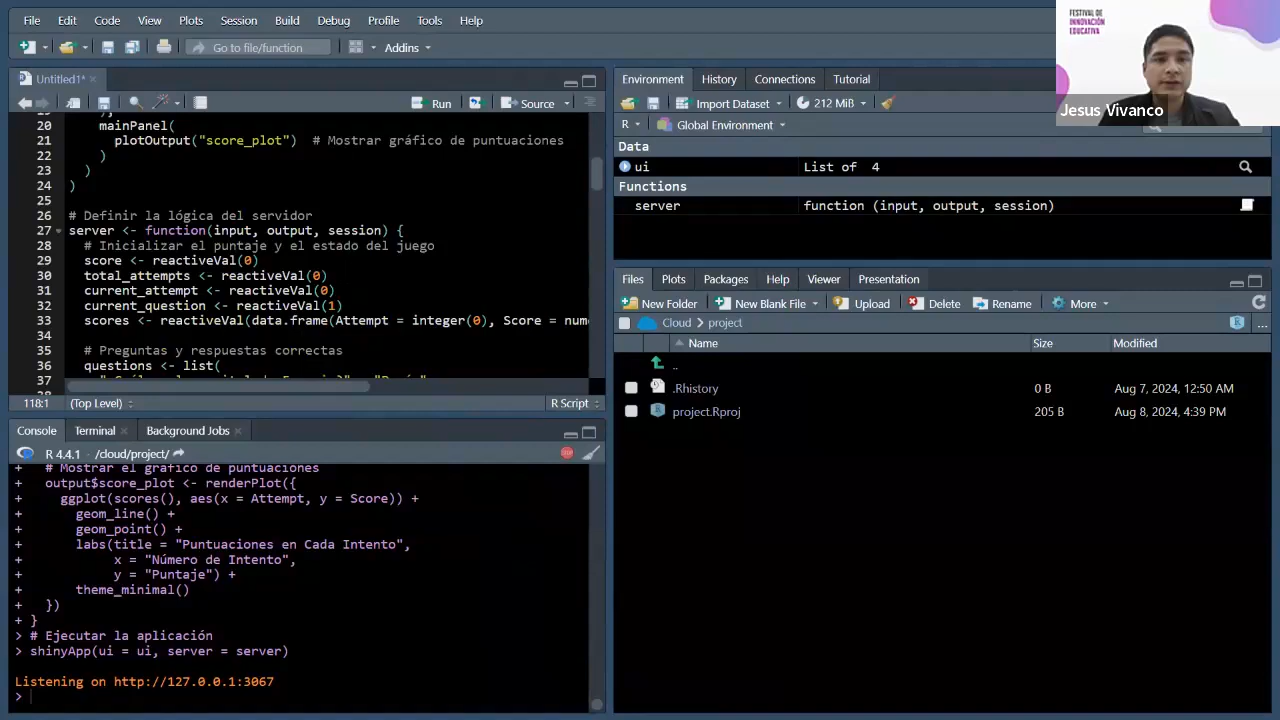 File Edit Code View Plots Session Build Debug Profile Tools Help
Go to file/function
Addins
Untitled1*
Run
Source
20 mainPanel(
21 plotOutput("score_plot") # Mostrar gráfico de puntuaciones
22 )
23 )
24 )
25
26 # Definir la lógica del servidor
27 server <- function(input, output, session) {
28 # Inicializar el puntaje y el estado del juego
29 score <- reactiveVal(0)
30 total_attempts <- reactiveVal(0)
31 current_attempt <- reactiveVal(0)
32 current_question <- reactiveVal(1)
33 scores <- reactiveVal(data.frame(Attempt = integer(0), Score = nume
34
35 # Preguntas y respuestas correctas
36 questions <- list(
37
118:1 (Top Level) R Script
Console Terminal Background Jobs
R 4.4.1 · /cloud/project/
+ # Mostrar el gráfico de puntuaciones
+ output$score_plot <- renderPlot({
+ ggplot(scores(), aes(x = Attempt, y = Score)) +
+ geom_line() +
+ geom_point() +
+ labs(title = "Puntuaciones en Cada Intento",
+ x = "Número de Intento",
+ y = "Puntaje") +
+ theme_minimal()
+ })
+ }
> # Ejecutar la aplicación
> shinyApp(ui = ui, server = server)
Listening on http://127.0.0.1:3067
>
Environment History Connections Tutorial
Import Dataset 212 MiB
R Global Environment
Data
ui List of 4
Functions
server function (input, output, session)
Files Plots Packages Help Viewer Presentation
New Folder New Blank File Upload Delete Rename More
Cloud project
Name Size Modified
..
.Rhistory 0 B Aug 7, 2024, 12:50 AM
project.Rproj 205 B Aug 8, 2024, 4:39 PM
FESTIVAL DE
INNOVACIÓN
EDUCATIVA
Jesus Vivanco